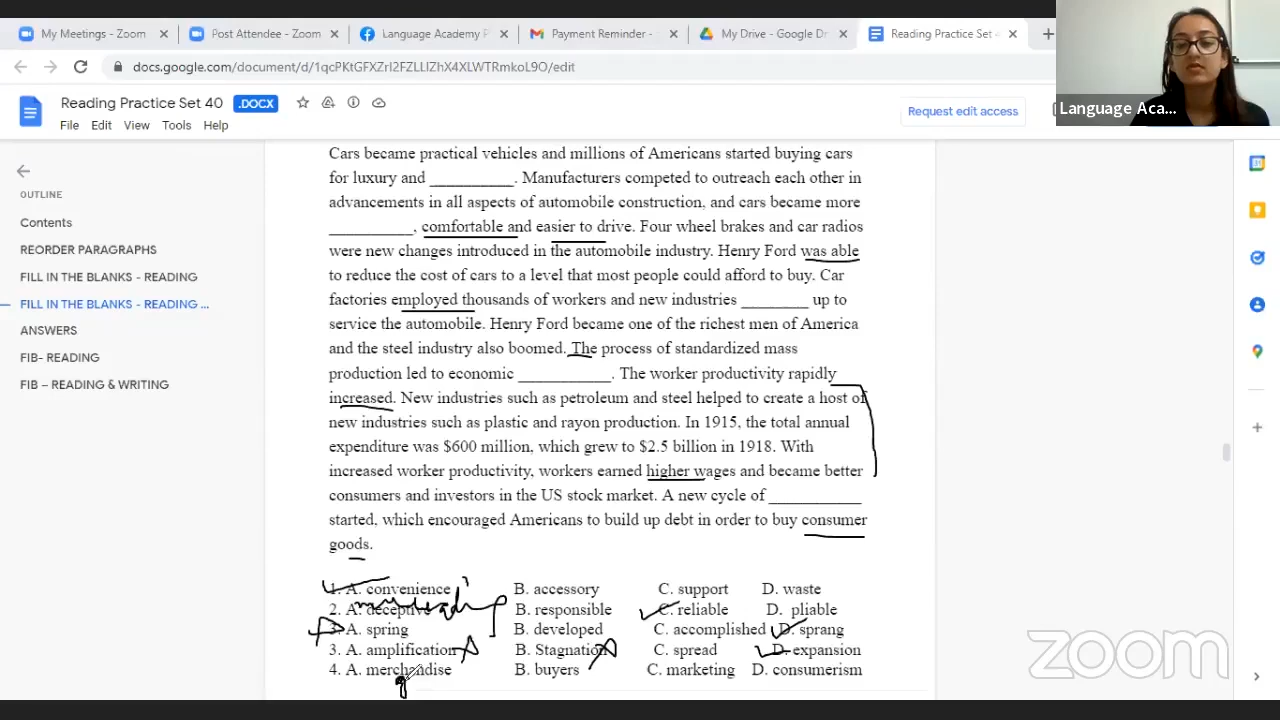 My Meetings - Zoom
Post Attendee - Zoom
Language Academy P
Payment Reminder -
My Drive - Google Dr
Reading Practice Set 4
docs.google.com/document/d/1qcPKtGFXZrI2FZLLIZhX4XLWTRmkoL9O/edit
Language Aca...
Reading Practice Set 40 .DOCX
Request edit access
File Edit View Tools Help
OUTLINE
Contents
REORDER PARAGRAPHS
FILL IN THE BLANKS - READING
FILL IN THE BLANKS - READING ...
ANSWERS
FIB- READING
FIB – READING & WRITING
Cars became practical vehicles and millions of Americans started buying cars
for luxury and ___________. Manufacturers competed to outreach each other in
advancements in all aspects of automobile construction, and cars became more
___________, comfortable and easier to drive. Four wheel brakes and car radios
were new changes introduced in the automobile industry. Henry Ford was able
to reduce the cost of cars to a level that most people could afford to buy. Car
factories employed thousands of workers and new industries ________ up to
service the automobile. Henry Ford became one of the richest men of America
and the steel industry also boomed. The process of standardized mass
production led to economic ___________. The worker productivity rapidly
increased. New industries such as petroleum and steel helped to create a host of
new industries such as plastic and rayon production. In 1915, the total annual
expenditure was $600 million, which grew to $2.5 billion in 1918. With
increased worker productivity, workers earned higher wages and became better
consumers and investors in the US stock market. A new cycle of ___________
started, which encouraged Americans to build up debt in order to buy consumer
goods.
1. A. convenience B. accessory C. support D. waste
2. A. deceptive B. responsible C. reliable D. pliable
3. A. spring B. developed C. accomplished D. sprang
3. A. amplification B. Stagnation C. spread D. expansion
4. A. merchandise B. buyers C. marketing D. consumerism
zoom